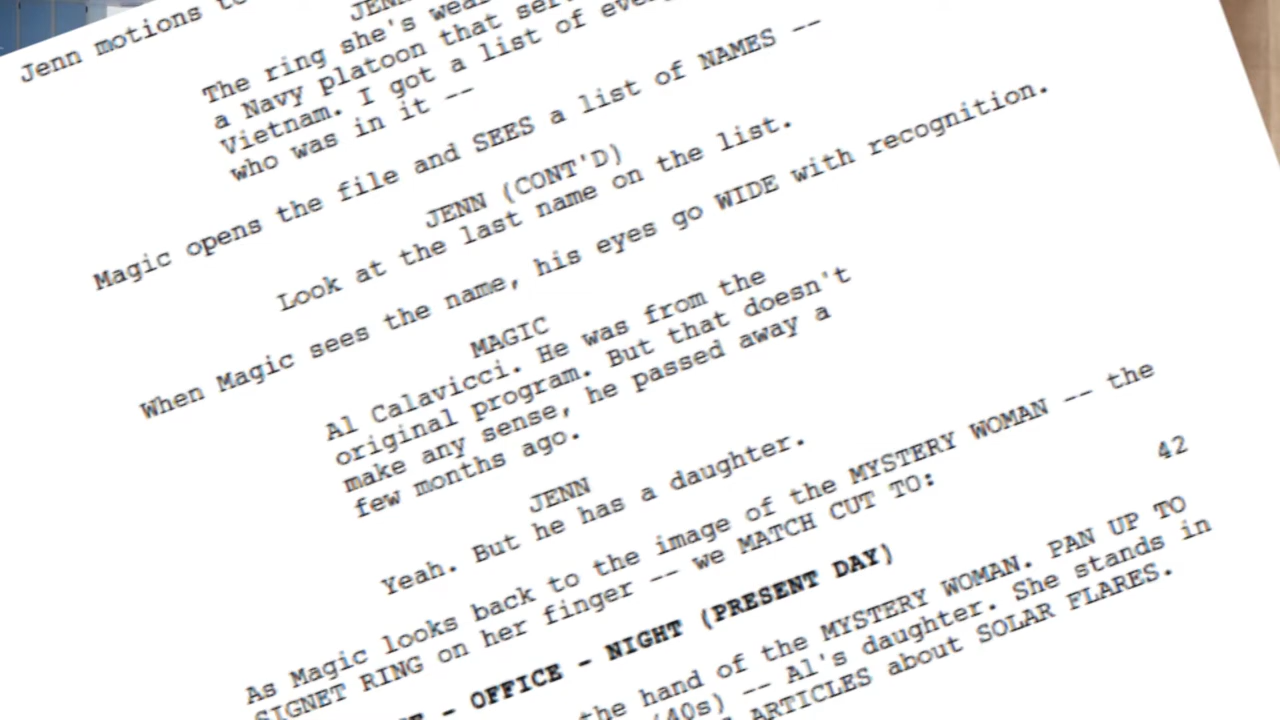 Jenn motions to
The ring she's
a Navy platoon that
Vietnam. I got a list of
who was in it --
Magic opens the file and SEES a list of NAMES --
JENN (CONT'D)
Look at the last name on the list.
When Magic sees the name, his eyes go WIDE with recognition.
MAGIC
Al Calavicci. He was from the
original program. But that doesn't
make any sense, he passed away a
few months ago.
JENN
Yeah. But he has a daughter.
As Magic looks back to the image of the MYSTERY WOMAN -- the
SIGNET RING on her finger -- we MATCH CUT TO:
42
- OFFICE - NIGHT (PRESENT DAY)
the hand of the MYSTERY WOMAN. PAN UP TO
(40s) -- Al's daughter. She stands in
ARTICLES about SOLAR FLARES.